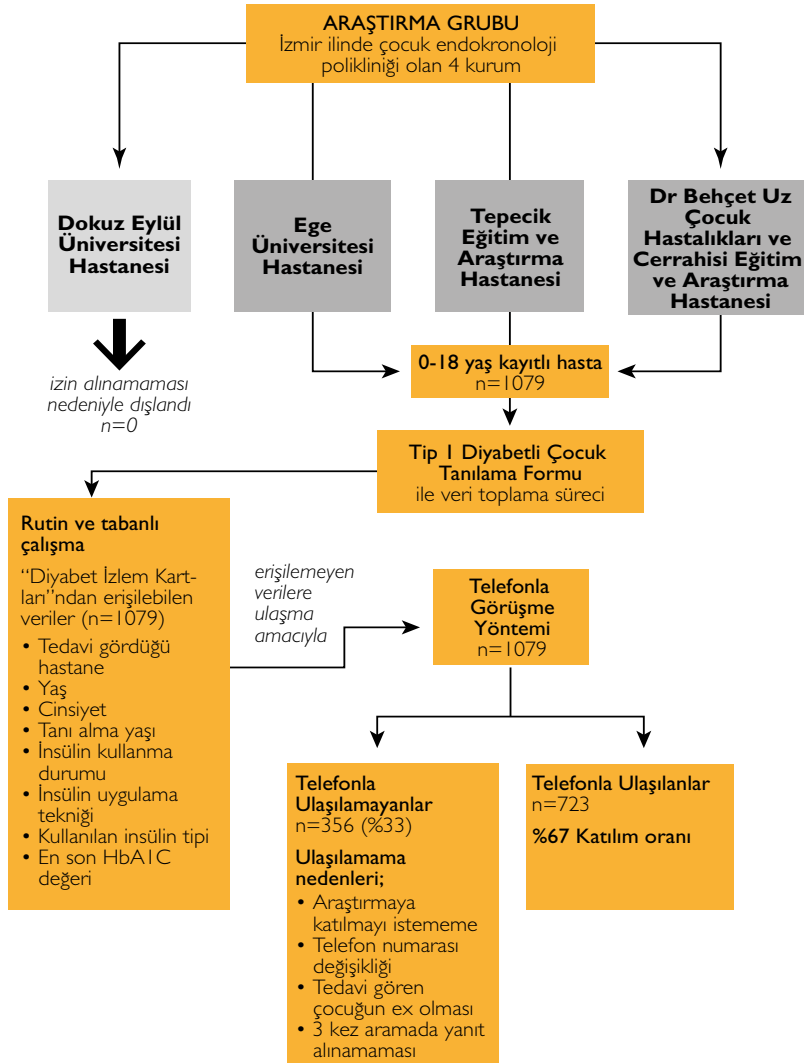 ARAŞTIRMA GRUBU
İzmir ilinde çocuk endokronoloji
polikliniği olan 4 kurum
Dokuz Eylül
Üniversitesi
Hastanesi
Ege
Üniversitesi
Hastanesi
Tepecik
Eğitim ve
Araştırma
Hastanesi
Dr Behçet Uz
Çocuk
Hastalıkları ve
Cerrahisi Eğitim
ve Araştırma
Hastanesi
izin alınamaması
nedeniyle dışlandı
n=0
0-18 yaş kayıtlı hasta
n=1079
Tip 1 Diyabetli Çocuk
Tanılama Formu
ile veri toplama süreci
Rutin ve tabanlı
çalışma
“Diyabet İzlem Kart-
ları”ndan erişilebilen
veriler (n=1079)
• Tedavi gördüğü
hastane
• Yaş
• Cinsiyet
• Tanı alma yaşı
• İnsülin kullanma
durumu
• İnsülin uygulama
tekniği
• Kullanılan insülin tipi
• En son HbA1C
değeri
erişilemeyen
verilere
ulaşma
amacıyla
Telefonla
Görüşme
Yöntemi
n=1079
Telefonla
Ulaşılamayanlar
n=356 (%33)
Ulaşılamama
nedenleri;
• Araştırmaya
katılmayı istememe
• Telefon numarası
değişikliği
• Tedavi gören
çocuğun ex olması
• 3 kez aramada yanıt
alınamaması
Telefonla Ulaşılanlar
n=723
%67 Katılım oranı